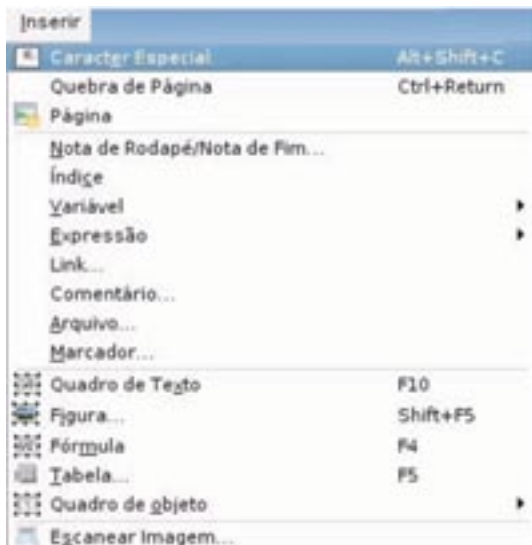 Inserir
Caracter Especial Alt+Shift+C
Quebra de Página Ctrl+Return
Página
Nota de Rodapé/Nota de Fim...
Índice
Variável
Expressão
Link...
Comentário...
Arquivo...
Marcador...
Quadro de Texto F10
Figura... Shift+F5
Fórmula F4
Tabela... F5
Quadro de objeto
Escanear Imagem...